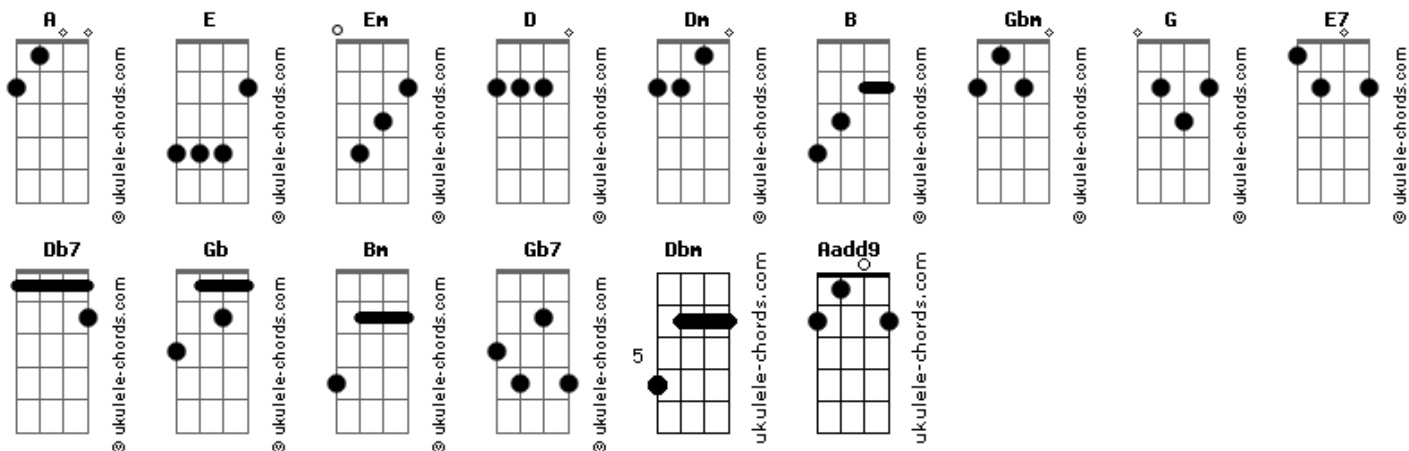 A E Em D Dm B Gbm G E7
© ukulele-chords.com © ukulele-chords.com © ukulele-chords.com © ukulele-chords.com © ukulele-chords.com © ukulele-chords.com © ukulele-chords.com © ukulele-chords.com © ukulele-chords.com
Db7 Gb Bm Gb7 Dbm Aadd9
5
© ukulele-chords.com © ukulele-chords.com © ukulele-chords.com © ukulele-chords.com ukulele-chords.com ukulele-chords.com